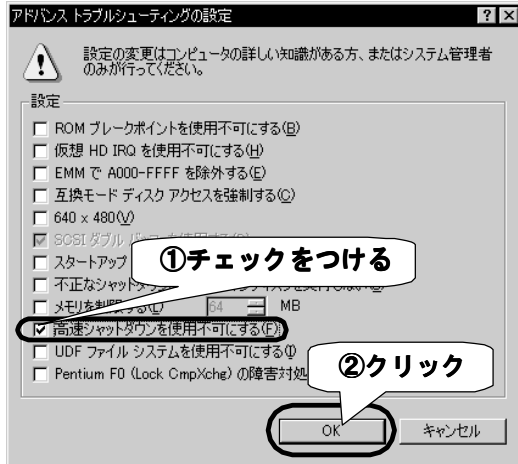 アドバンス トラブルシューティングの設定
設定の変更はコンピュータの詳しい知識がある方、またはシステム管理者
のみが行ってください。
設定
ROM ブレークポイントを使用不可にする(B)
仮想 HD IRQ を使用不可にする(H)
EMM で A000-FFFF を除外する(E)
互換モード ディスク アクセスを強制する(C)
640 x 480(V)
SCSI ダブル
スタートアップ
①チェックをつける
不正なシャットダウン
メモリを制限する(L) 64 MB
高速シャットダウンを使用不可にする(F)
UDF ファイル システムを使用不可にする(I)
Pentium F0 (Lock CmpXchg) の障害対処
②クリック
OK キャンセル